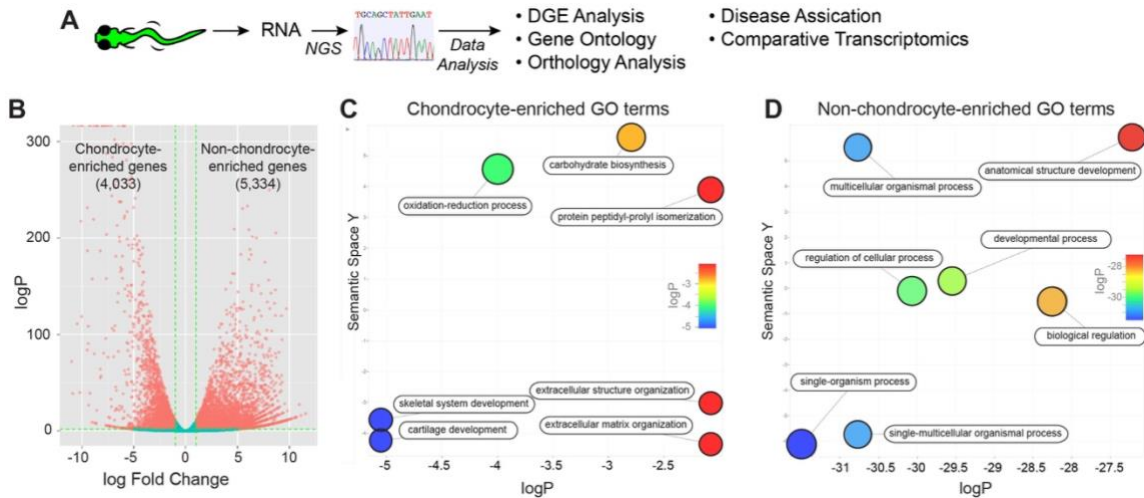 A
RNA
NGS
TGCAGCTATTGAAT
Data
Analysis
• DGE Analysis
• Gene Ontology
• Orthology Analysis
• Disease Assication
• Comparative Transcriptomics
B
300
200
100
0
logP
Chondrocyte-
enriched genes
(4,033)
Non-chondrocyte-
enriched genes
(5,334)
-10
-5
0
5
10
log Fold Change
C
Chondrocyte-enriched GO terms
Semantic Space Y
carbohydrate biosynthesis
oxidation-reduction process
protein peptidyl-prolyl isomerization
logP
-3
-4
-5
extracellular structure organization
skeletal system development
extracellular matrix organization
cartilage development
-5
-4.5
-4
-3.5
-3
-2.5
logP
D
Non-chondrocyte-enriched GO terms
Semantic Space Y
anatomical structure development
multicellular organismal process
developmental process
regulation of cellular process
logP
-28
-30
biological regulation
single-organism process
single-multicellular organismal process
-31
-30.5
-30
-29.5
-29
-28.5
-28
-27.5
logP